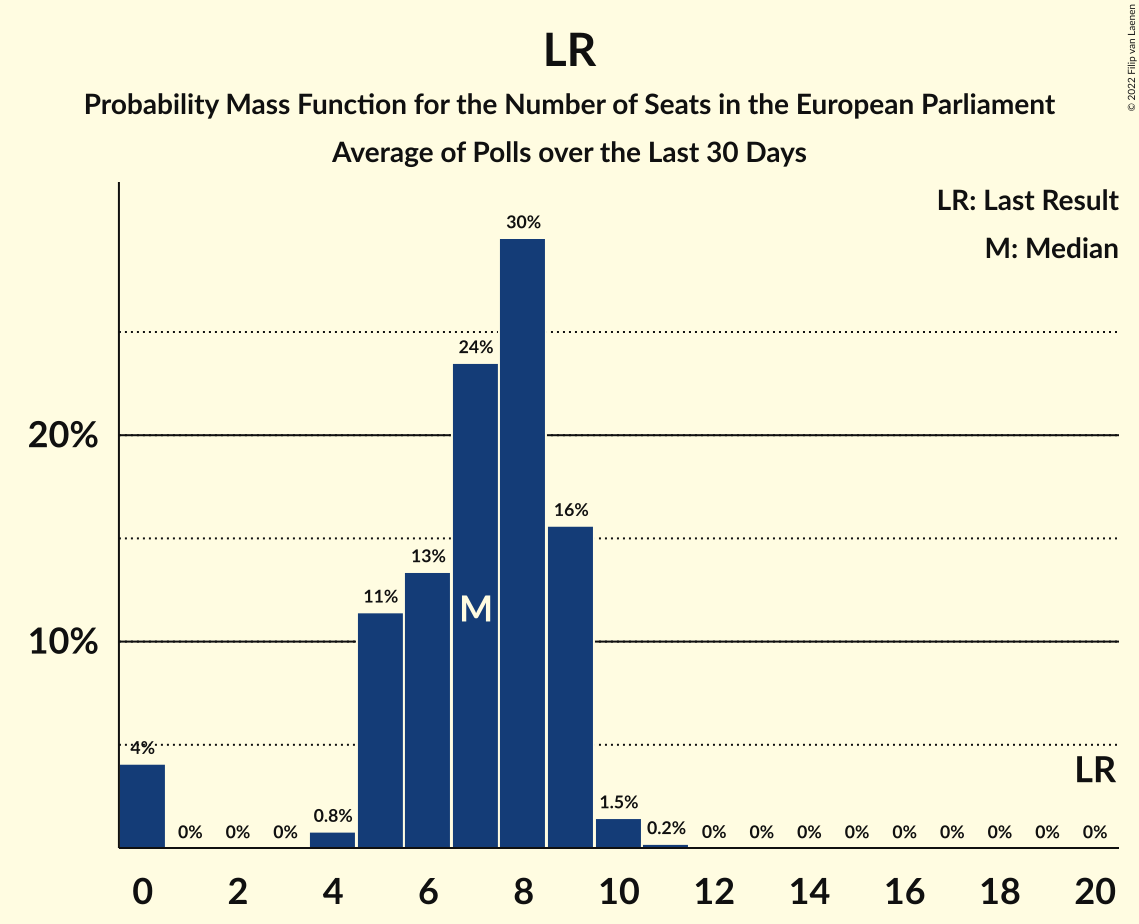 LR
Probability Mass Function for the Number of Seats in the European Parliament
Average of Polls over the Last 30 Days
© 2022 Filip van Laenen
LR: Last Result
M: Median
30%
24%
20%
16%
13%
11%
M
10%
4%
LR
0.8%
1.5%
0.2%
0% 0% 0% 0% 0% 0% 0% 0% 0% 0% 0% 0%
0 2 4 6 8 10 12 14 16 18 20